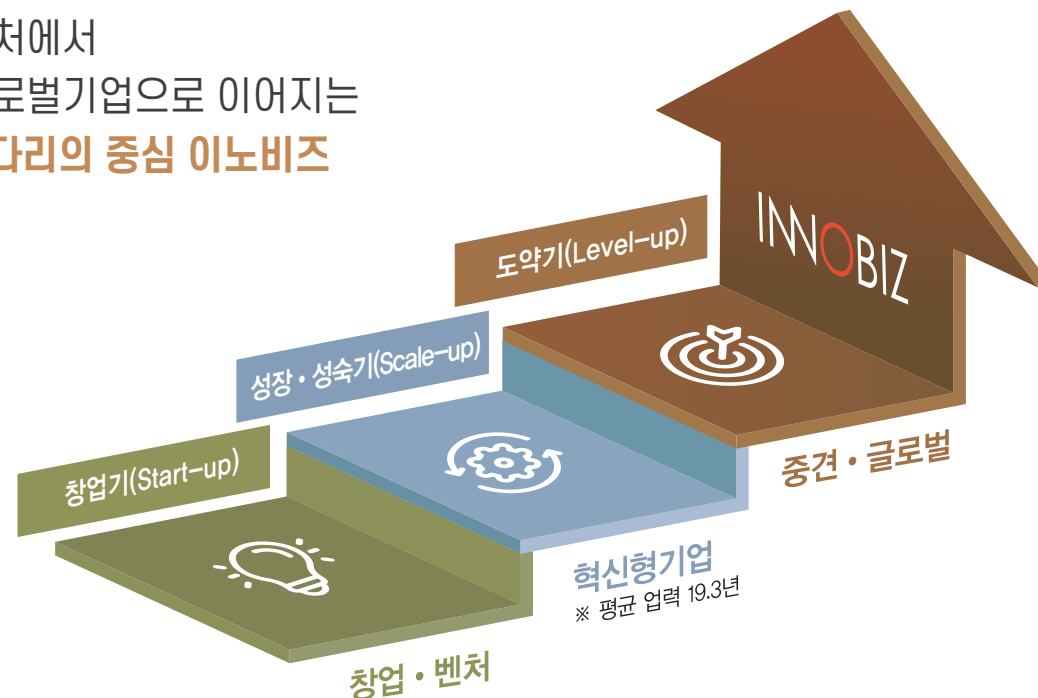 처에서
로벌기업으로 이어지는
다리의 중심 이노비즈
도약기(Level-up)
INNOBIZ
성장·성숙기(Scale-up)
창업기(Start-up)
중견·글로벌
혁신형기업
※ 평균 업력 19.3년
창업·벤처